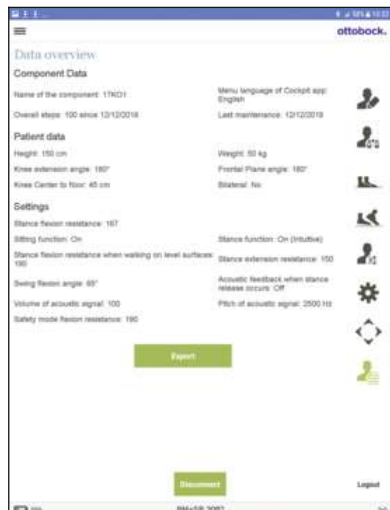 ottobock.
Data overview
Component Data
Name of the component: 17KO1
Menu language of Cockpit app:
English
Overall steps: 100 since 12/12/2018
Last maintenance: 12/12/2018
Patient data
Height: 150 cm
Weight: 50 kg
Knee extension angle: 180°
Frontal Plane angle: 180°
Knee Center to floor: 45 cm
Bilateral: No
Settings
Stance flexion resistance: 167
Sitting function: On
Stance function: On (Intuitive)
Stance flexion resistance when walking on level surfaces:
190
Stance extension resistance: 150
Swing flexion angle: 65°
Acoustic feedback when stance
release occurs: Off
Volume of acoustic signal: 100
Pitch of acoustic signal: 2500 Hz
Safety mode flexion resistance: 190
Export
Disconnect
Logout